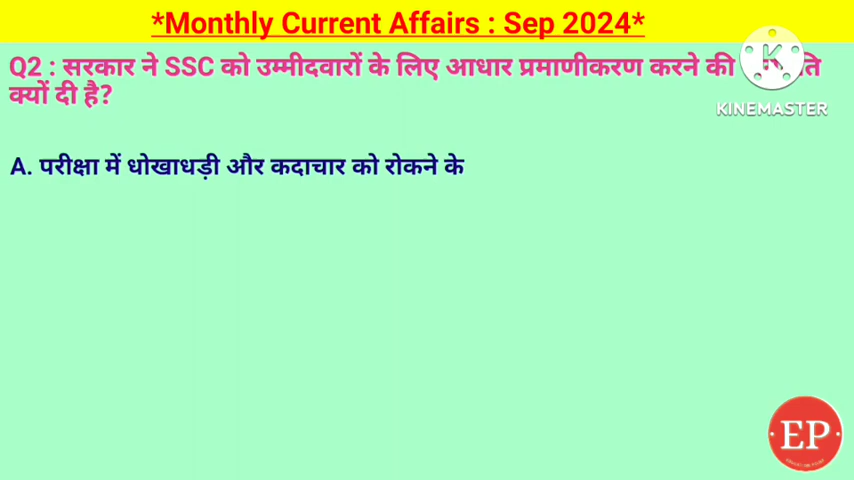 *Monthly Current Affairs : Sep 2024*
Q2 : सरकार ने SSC को उम्मीदवारों के लिए आधार प्रमाणीकरण करने की
क्यों दी है?
KINEMASTER
A. परीक्षा में धोखाधड़ी और कदाचार को रोकने के
EP